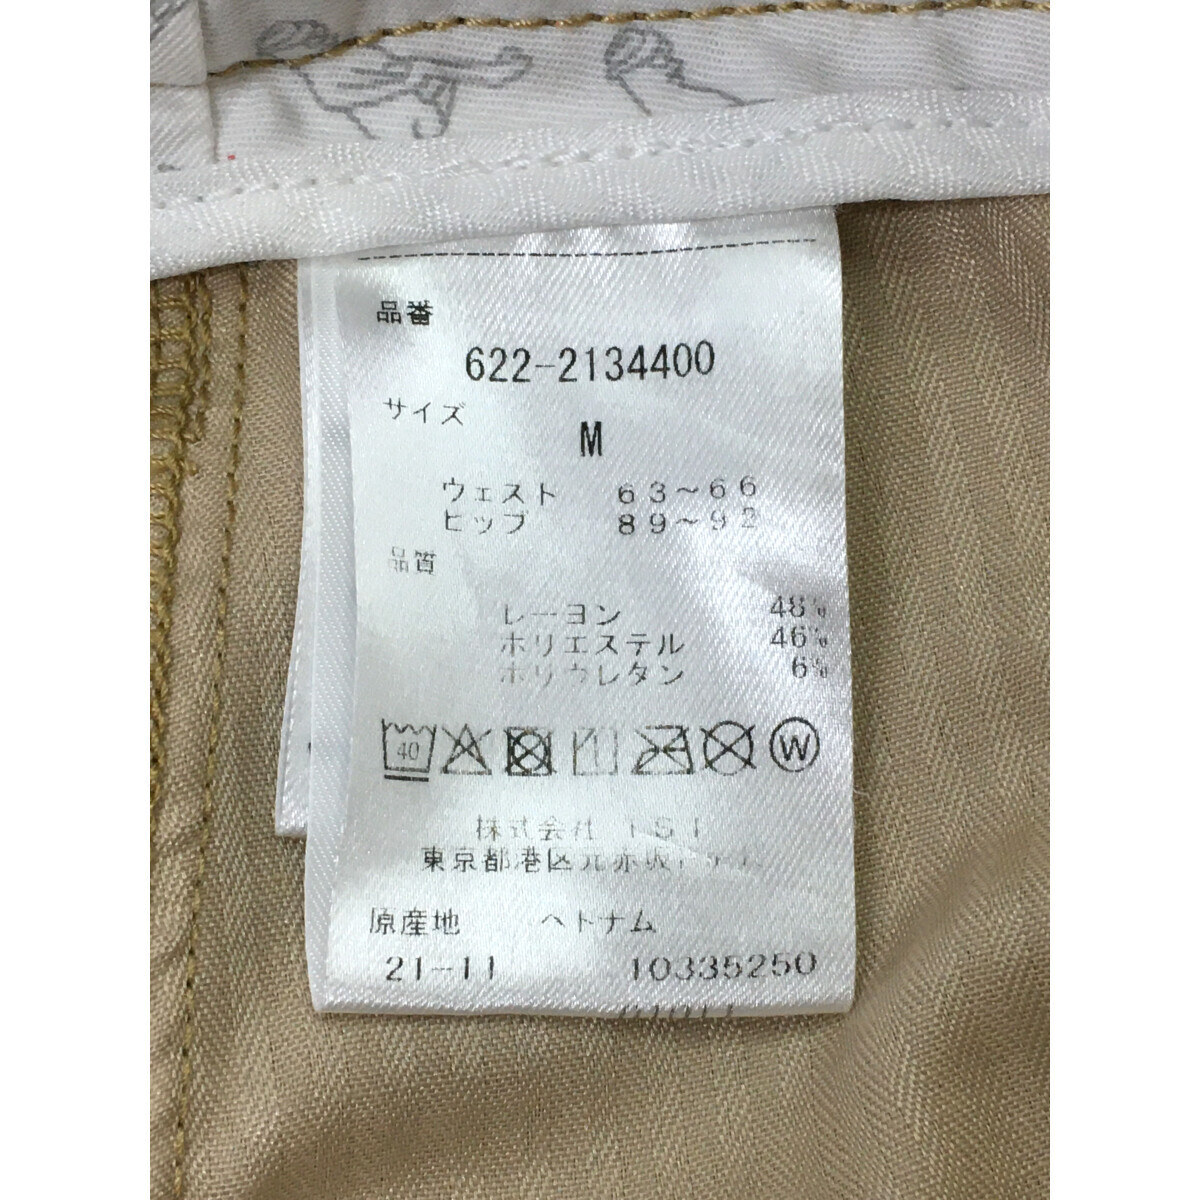 品番
622-2134400
サイズ
M
ウェスト 63~66
ヒップ 89~92
品質
レーヨン 48%
ポリエステル 46%
ポリウレタン 6%
40
W
株式会社
東京都港区元赤坂
原産地 ベトナム
21-11 10335250